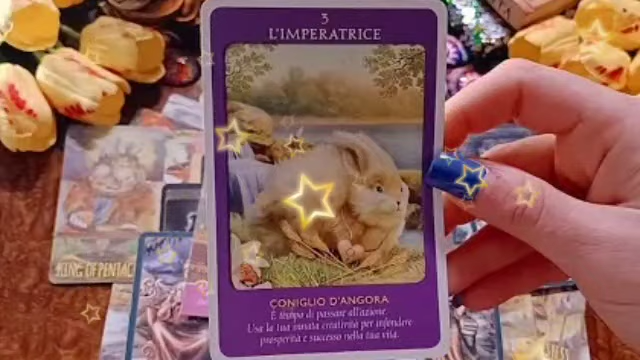 3
L'IMPERATRICE
CONIGLIO D'ANGORA
È tempo di passare all'azione.
Usa la tua innata creatività per infondere
prosperità e successo nella tua vita.
KING OF PENTAC